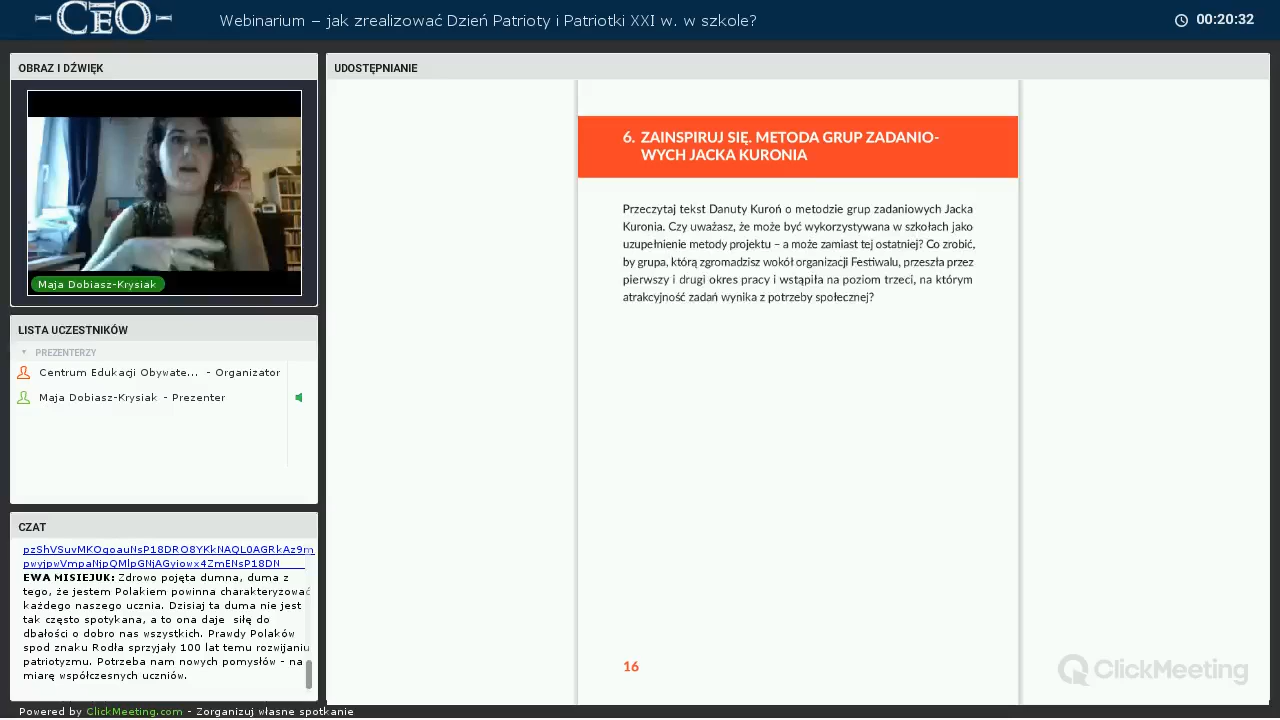 CEO
Webinarium – jak zrealizować Dzień Patrioty i Patriotki XXI w. w szkole?
00:20:32
OBRAZ I DŹWIĘK
Maja Dobiasz-Krysiak
LISTA UCZESTNIKÓW
PREZENTERZY
Centrum Edukacji Obywate... - Organizator
Maja Dobiasz-Krysiak - Prezenter
CZAT
EWA MISIEJUK: Zdrowo pojęta dumna, duma z
tego, że jestem Polakiem powinna charakteryzować
każdego naszego ucznia. Dzisiaj ta duma nie jest
tak często spotykana, a to ona daje siłę do
dbałości o dobro nas wszystkich. Prawdy Polaków
spod znaku Rodła sprzyjały 100 lat temu rozwijaniu
patriotyzmu. Potrzeba nam nowych pomysłów - na
miarę współczesnych uczniów.
UDOSTĘPNIANIE
6. ZAINSPIRUJ SIĘ. METODA GRUP ZADANIO-
WYCH JACKA KURONIA
Przeczytaj tekst Danuty Kuroń o metodzie grup zadaniowych Jacka
Kuronia. Czy uważasz, że może być wykorzystywana w szkołach jako
uzupełnienie metody projektu – a może zamiast tej ostatniej? Co zrobić,
by grupa, którą zgromadzisz wokół organizacji Festiwalu, przeszła przez
pierwszy i drugi okres pracy i wstąpiła na poziom trzeci, na którym
atrakcyjność zadań wynika z potrzeby społecznej?
16
ClickMeeting
Powered by ClickMeeting.com - Zorganizuj własne spotkanie